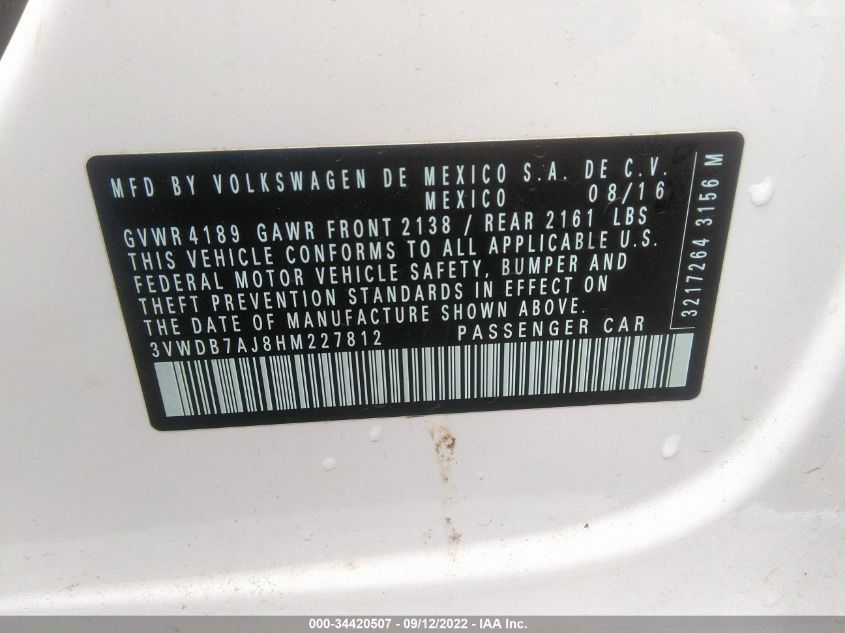 MFD BY VOLKSWAGEN DE MEXICO S.A. DE C.V.
MEXICO 08/16
GVWR 4189 GAWR FRONT 2138 / REAR 2161 LBS
THIS VEHICLE CONFORMS TO ALL APPLICABLE U.S.
FEDERAL MOTOR VEHICLE SAFETY, BUMPER AND
THEFT PREVENTION STANDARDS IN EFFECT ON
THE DATE OF MANUFACTURE SHOWN ABOVE.
3VWDB7AJ8HM227812 PASSENGER CAR
3217264 3156 M
000-34420507 - 09/12/2022 - IAA Inc.